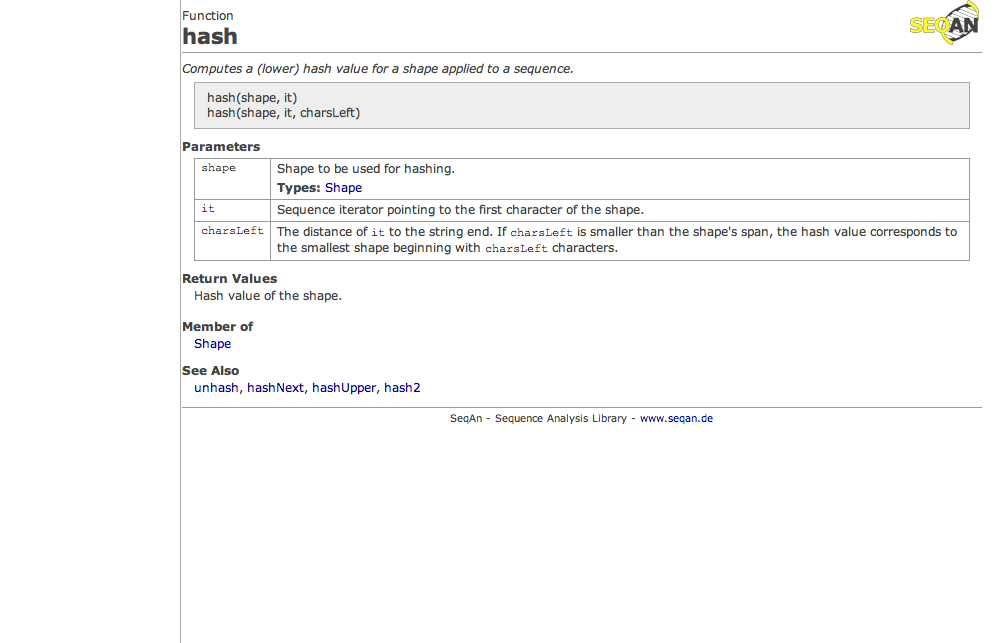 Function
SEQAN
hash
Computes a (lower) hash value for a shape applied to a sequence.
hash(shape, it)
hash(shape, it, charsLeft)
Parameters
shape
Shape to be used for hashing.
Types: Shape
it
Sequence iterator pointing to the first character of the shape.
charsLeft
The distance of it to the string end. If charsLeft is smaller than the shape's span, the hash value corresponds to
the smallest shape beginning with charsLeft characters.
Return Values
Hash value of the shape.
Member of
Shape
See Also
unhash, hashNext, hashUpper, hash2
SeqAn - Sequence Analysis Library - www.seqan.de